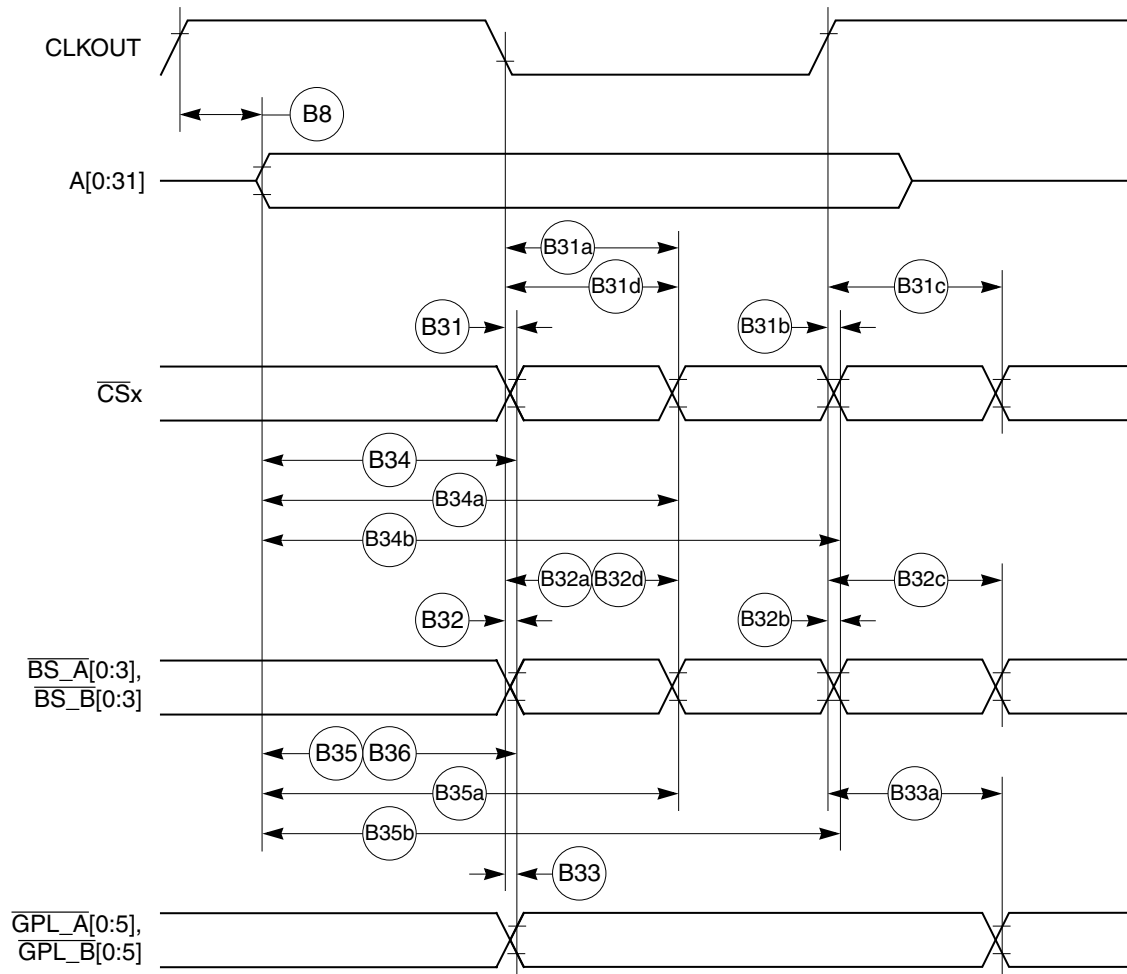 CLKOUT
B8
A[0:31]
B31a
B31d
B31c
B31
B31b
CSx
B34
B34a
B34b
B32a B32d
B32c
B32
B32b
BS_A[0:3],
BS_B[0:3]
B35 B36
B35a
B33a
B35b
B33
GPL_A[0:5],
GPL_B[0:5]